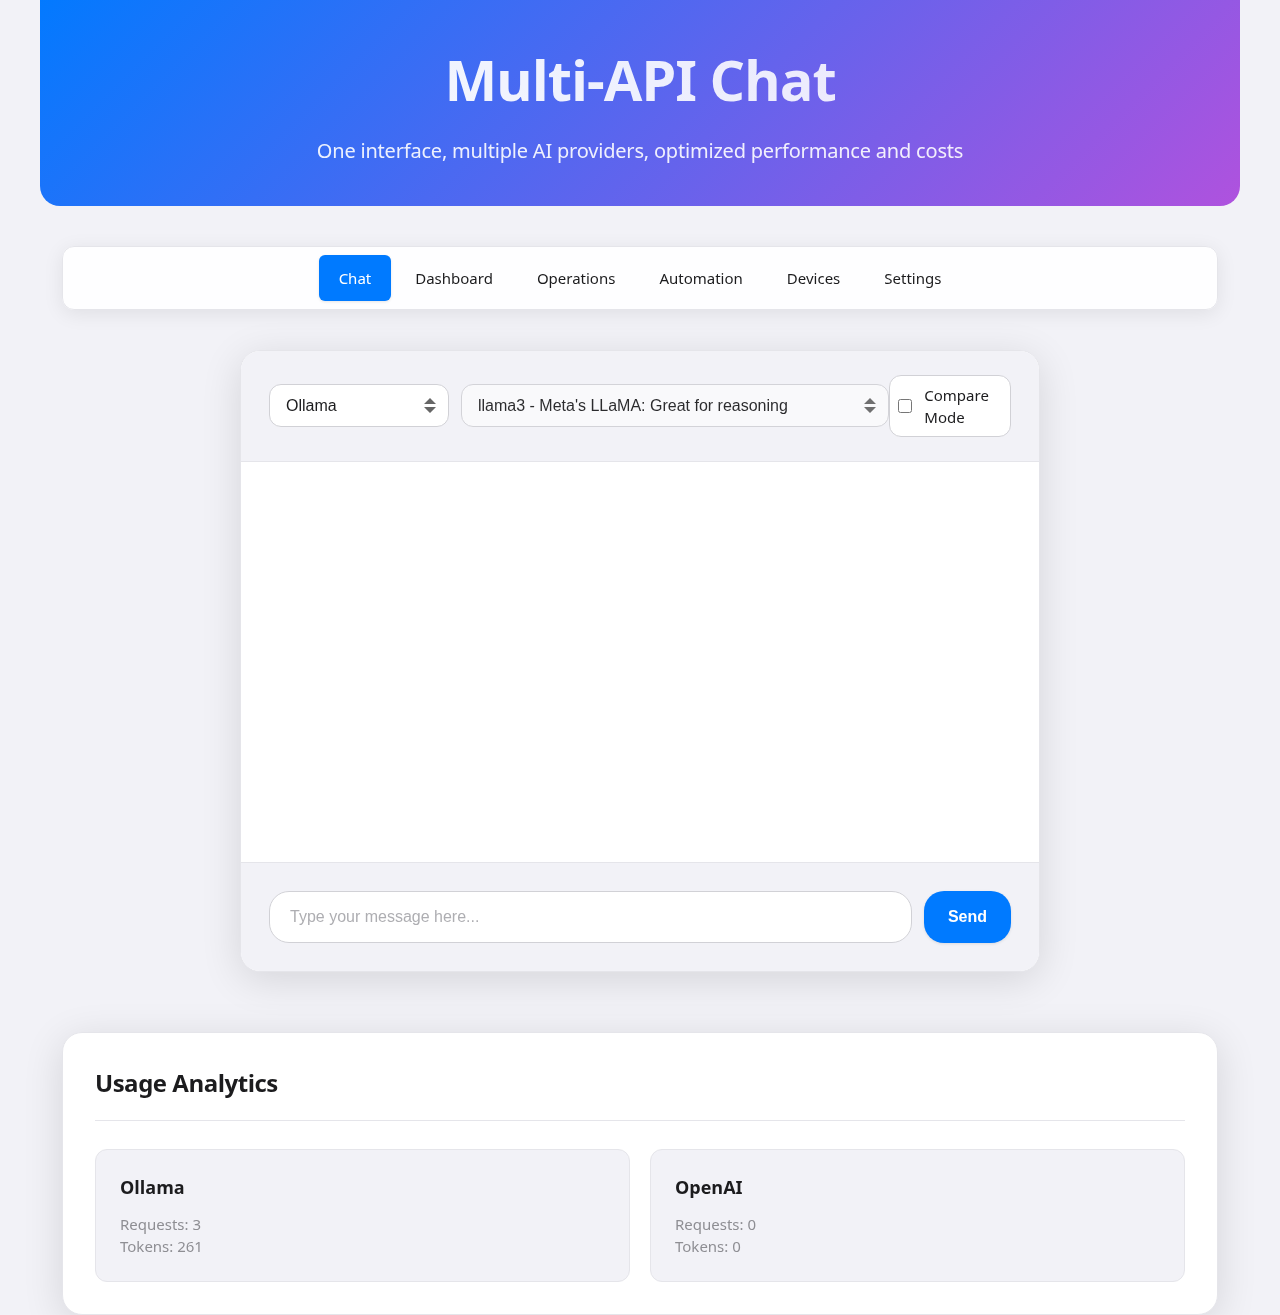 Multi-API Chat
One interface, multiple AI providers, optimized performance and costs
Chat Dashboard Operations Automation Devices Settings
Ollama
llama3 - Meta's LLaMA: Great for reasoning
Compare
Mode
Type your message here...
Send
Usage Analytics
Ollama
Requests: 3
Tokens: 261
OpenAI
Requests: 0
Tokens: 0